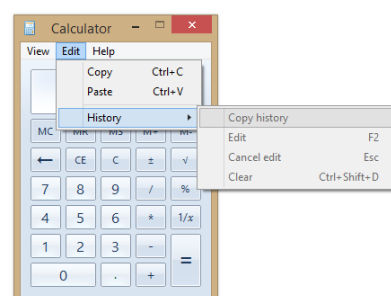 Calculator
View Edit Help
Copy Ctrl+C
Paste Ctrl+V
History
Copy history
Edit F2
Cancel edit Esc
Clear Ctrl+Shift+D
MC MR MS M+ M-
← CE C ± √
7 8 9 / %
4 5 6 * 1/x
1 2 3 - =
0 . +